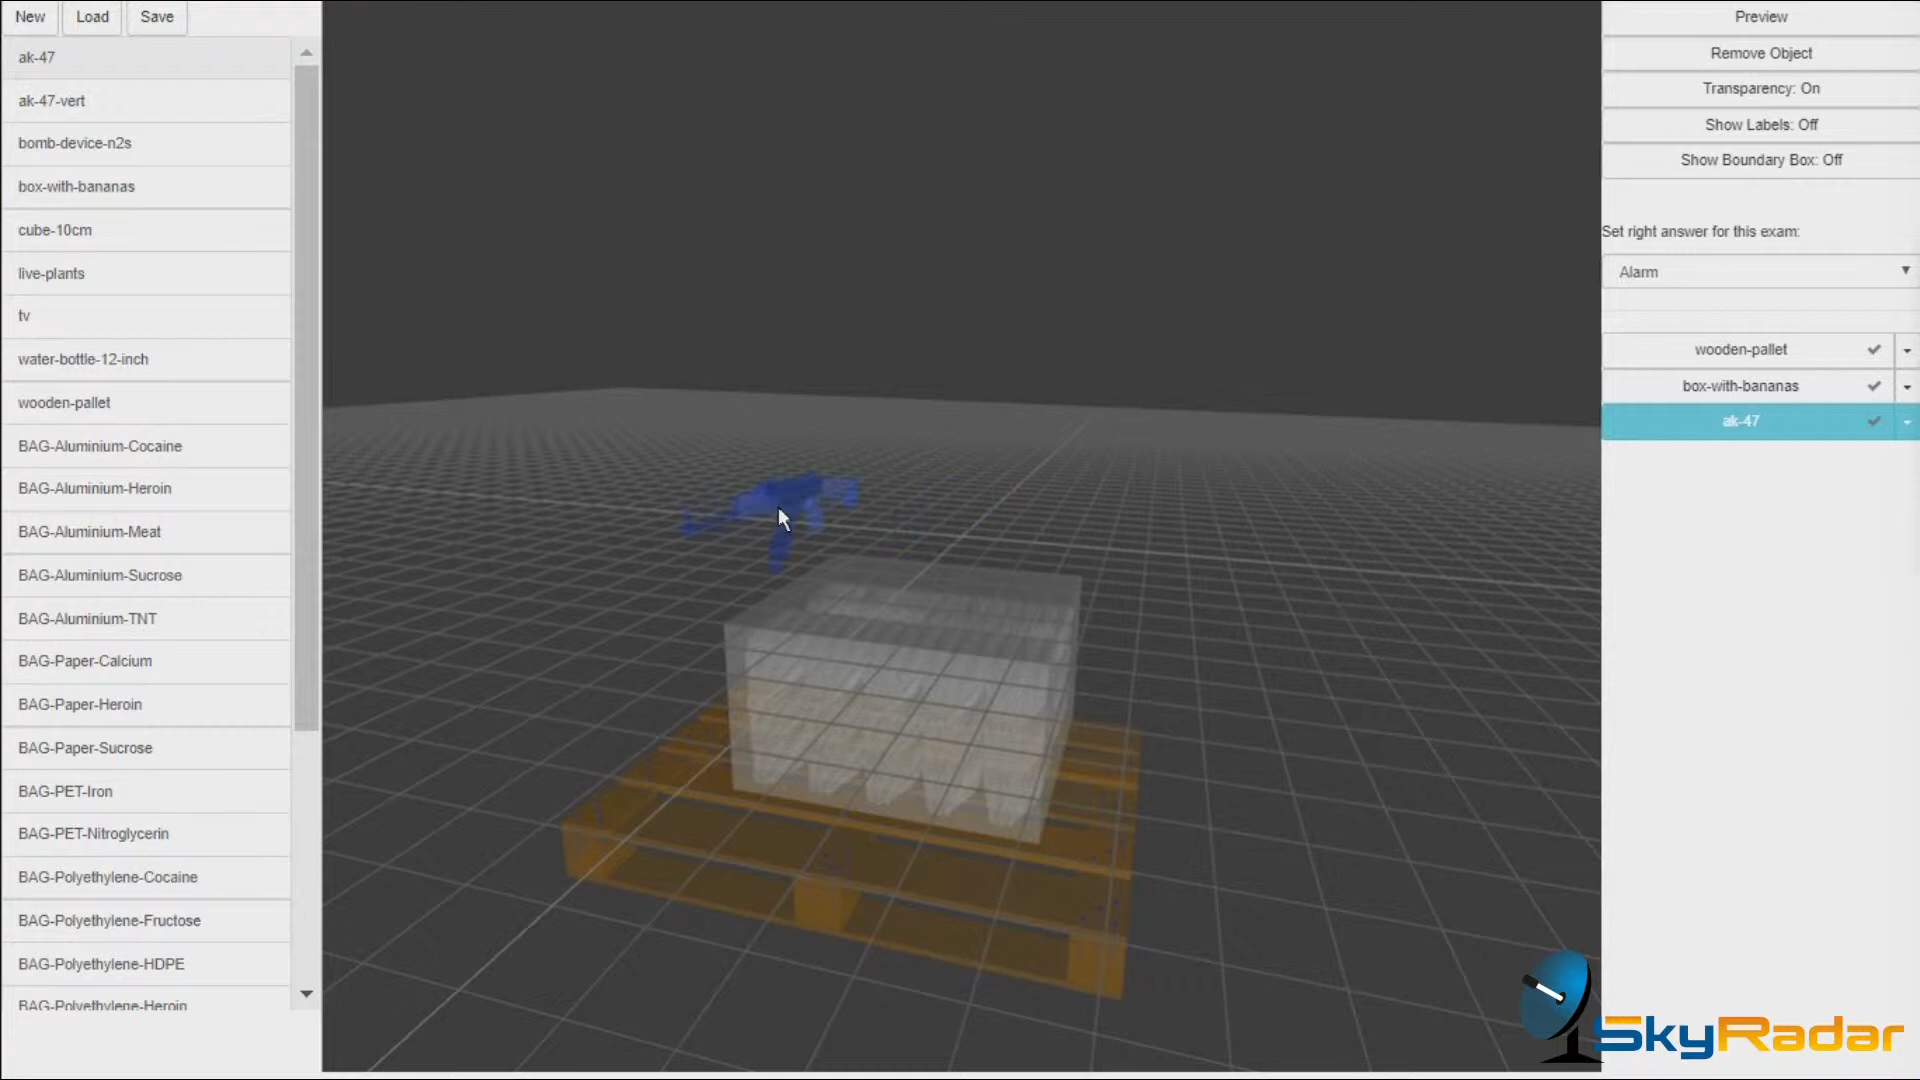 New Load Save
ak-47
ak-47-vert
bomb-device-n2s
box-with-bananas
cube-10cm
live-plants
tv
water-bottle-12-inch
wooden-pallet
BAG-Aluminium-Cocaine
BAG-Aluminium-Heroin
BAG-Aluminium-Meat
BAG-Aluminium-Sucrose
BAG-Aluminium-TNT
BAG-Paper-Calcium
BAG-Paper-Heroin
BAG-Paper-Sucrose
BAG-PET-Iron
BAG-PET-Nitroglycerin
BAG-Polyethylene-Cocaine
BAG-Polyethylene-Fructose
BAG-Polyethylene-HDPE
BAG-Polyethylene-Heroin
Preview
Remove Object
Transparency: On
Show Labels: Off
Show Boundary Box: Off
Set right answer for this exam:
Alarm
wooden-pallet
box-with-bananas
ak-47
SkyRadar